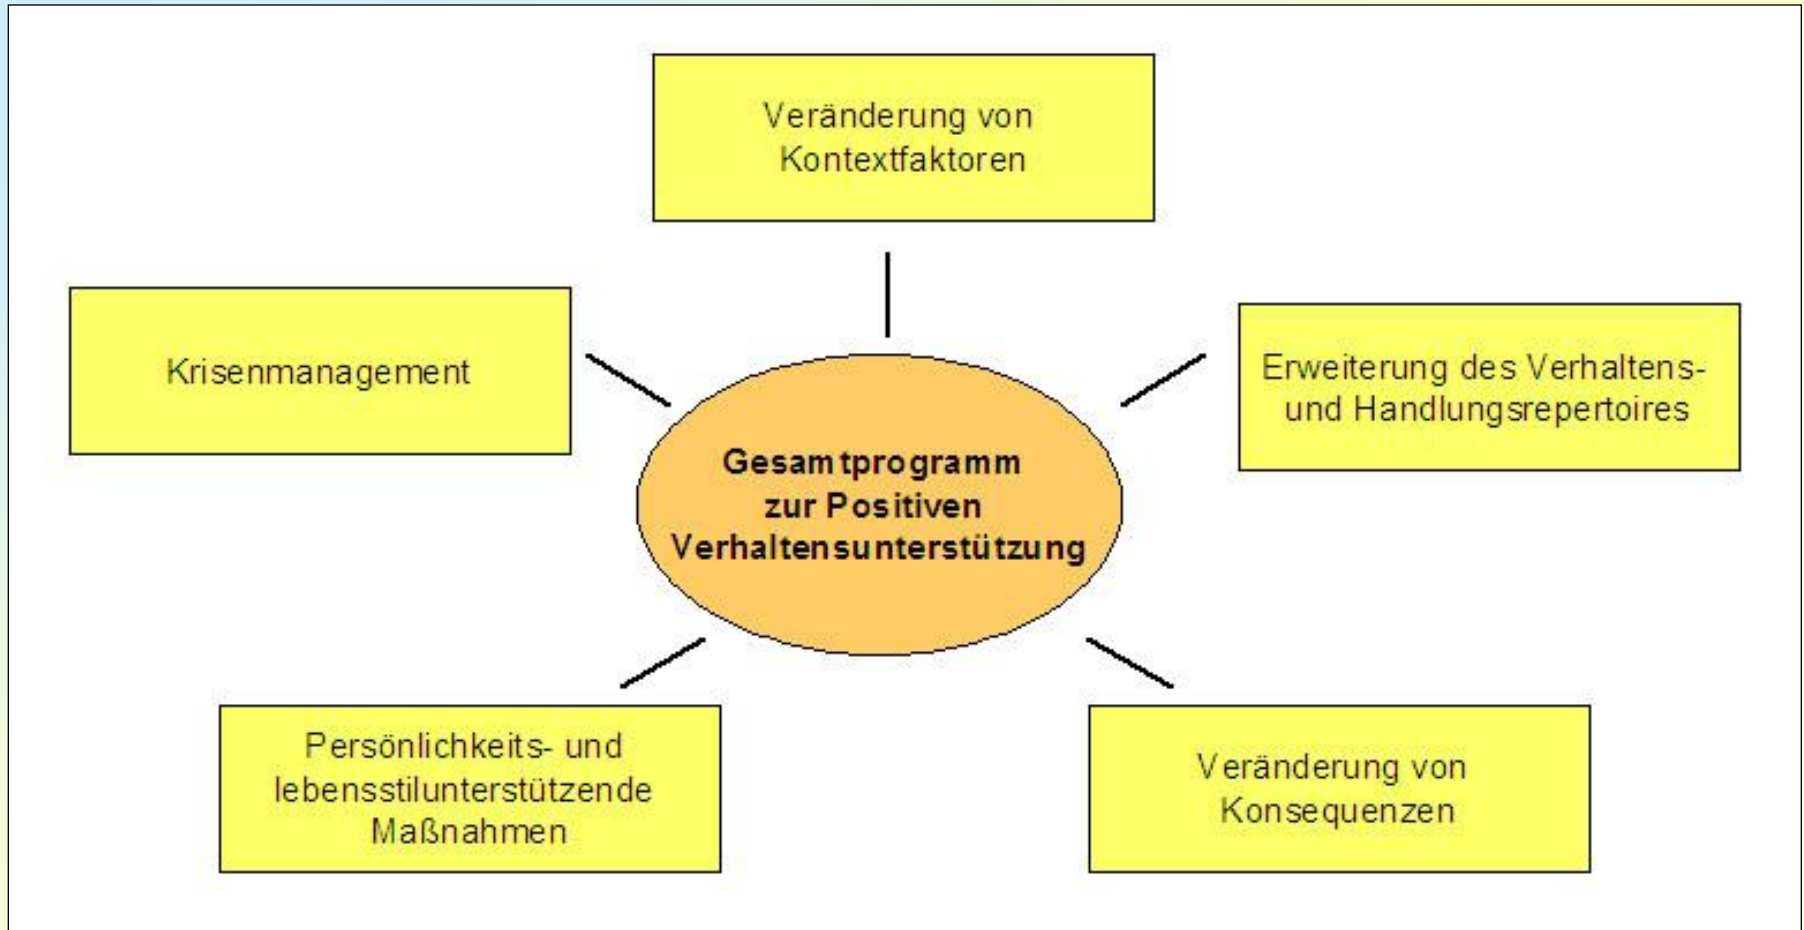 Veränderung von
Kontextfaktoren
Krisenmanagement
Erweiterung des Verhaltens-
und Handlungsrepertoires
Gesamtprogramm
zur Positiven
Verhaltensunterstützung
Persönlichkeits- und
lebensstilunterstützende
Maßnahmen
Veränderung von
Konsequenzen